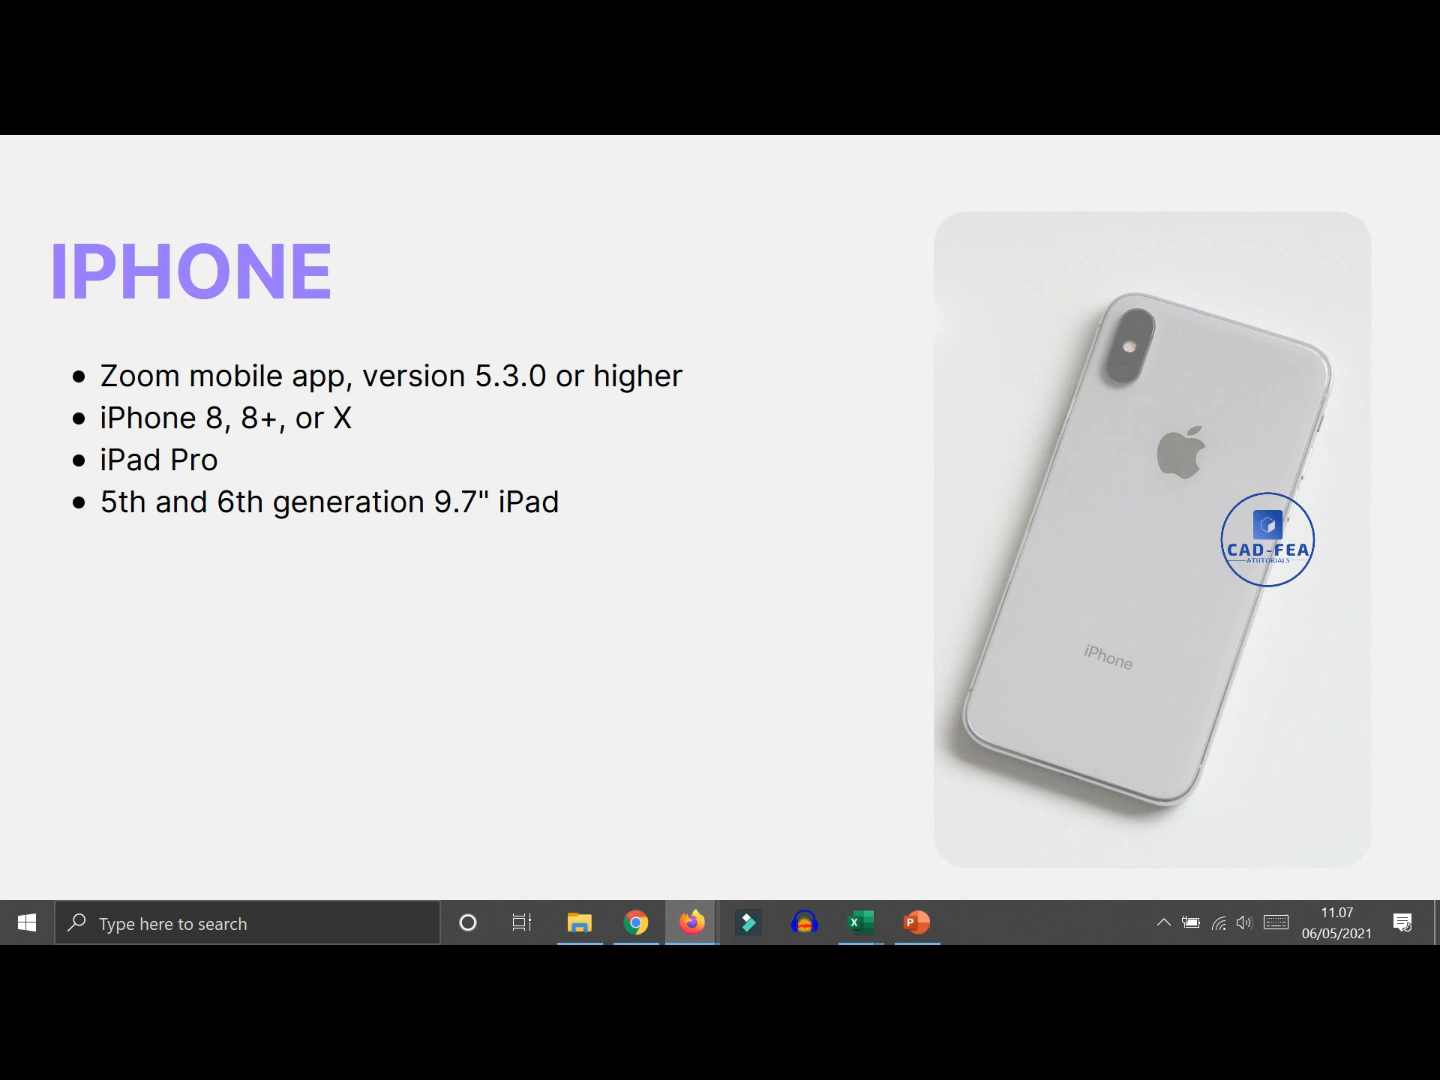 IPHONE
Zoom mobile app, version 5.3.0 or higher
iPhone 8, 8+, or X
iPad Pro
5th and 6th generation 9.7" iPad
CAD-FEA
&TUTORIALS
iPhone
Type here to search
11.07
06/05/2021